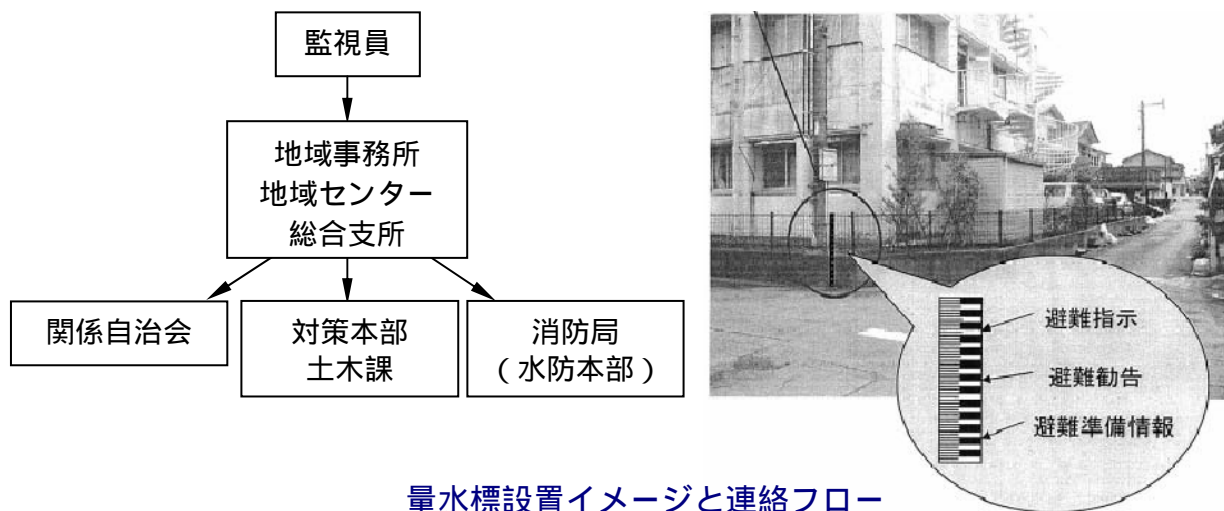 監視員
地域事務所
地域センター
総合支所
関係自治会
対策本部
土木課
消防局
（水防本部）
避難指示
避難勧告
避難準備情報
量水標設置イメージと連絡フロー